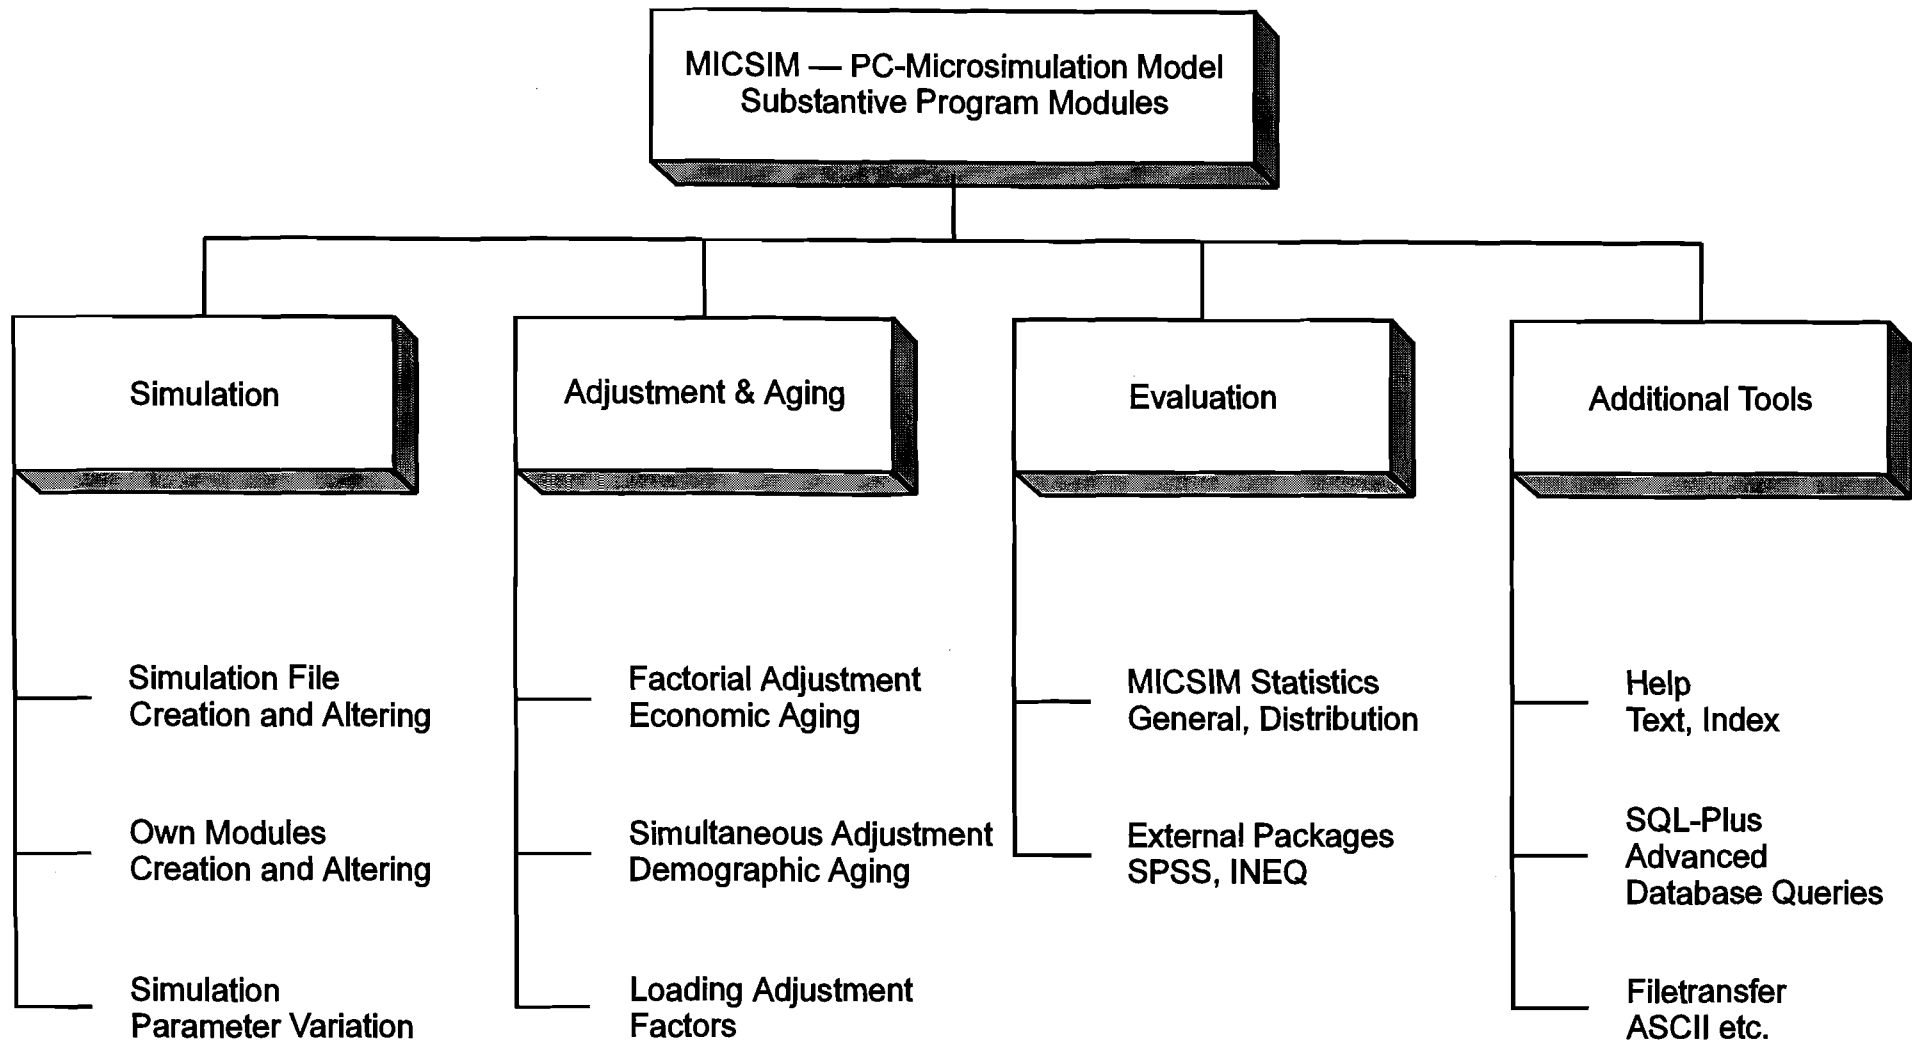 MICSIM — PC-Microsimulation Model
Substantive Program Modules
Simulation
Adjustment & Aging
Evaluation
Additional Tools
Simulation File
Creation and Altering
Own Modules
Creation and Altering
Simulation
Parameter Variation
Factorial Adjustment
Economic Aging
Simultaneous Adjustment
Demographic Aging
Loading Adjustment
Factors
MICSIM Statistics
General, Distribution
External Packages
SPSS, INEQ
Help
Text, Index
SQL-Plus
Advanced
Database Queries
Filetransfer
ASCII etc.